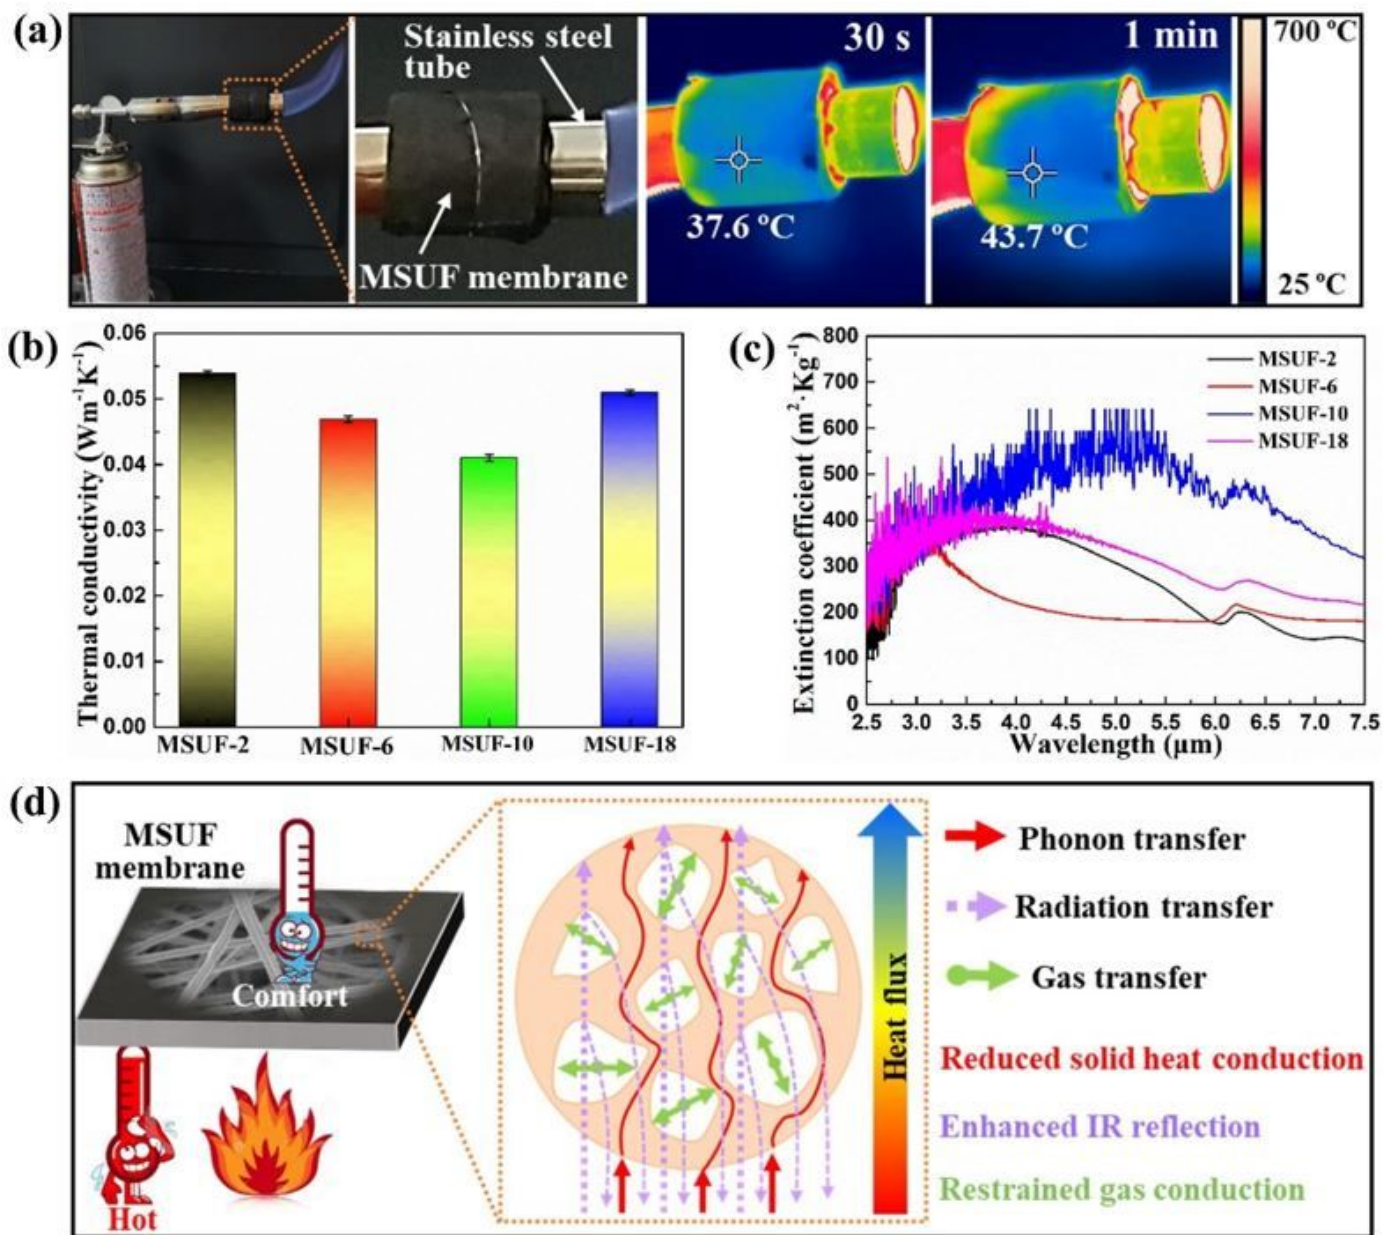 (a)
Stainless steel
tube
MSUF membrane
30 s
37.6 ºC
1 min
43.7 ºC
700 ºC
25 ºC
(b)
Thermal conductivity (Wm⁻¹K⁻¹)
0.06
0.05
0.04
0.03
0.02
0.01
0.00
MSUF-2
MSUF-6
MSUF-10
MSUF-18
(c)
Extinction coefficient (m²·Kg⁻¹)
800
700
600
500
400
300
200
100
0
2.5
3.0
3.5
4.0
4.5
5.0
5.5
6.0
6.5
7.0
7.5
Wavelength (μm)
MSUF-2
MSUF-6
MSUF-10
MSUF-18
(d)
MSUF
membrane
Comfort
Hot
Heat flux
Phonon transfer
Radiation transfer
Gas transfer
Reduced solid heat conduction
Enhanced IR reflection
Restrained gas conduction